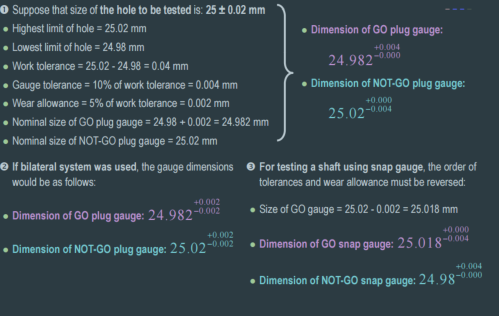 ❶ Suppose that size of the hole to be tested is: 25 ± 0.02 mm
• Highest limit of hole = 25.02 mm
• Lowest limit of hole = 24.98 mm
• Work tolerance = 25.02 - 24.98 = 0.04 mm
• Gauge tolerance = 10% of work tolerance = 0.004 mm
• Wear allowance = 5% of work tolerance = 0.002 mm
• Nominal size of GO plug gauge = 24.98 + 0.002 = 24.982 mm
• Nominal size of NOT-GO plug gauge = 25.02 mm
• Dimension of GO plug gauge:
24.982 +0.004 -0.000
• Dimension of NOT-GO plug gauge:
25.02 +0.000 -0.004
❷ If bilateral system was used, the gauge dimensions
would be as follows:
• Dimension of GO plug gauge: 24.982 +0.002 -0.002
• Dimension of NOT-GO plug gauge: 25.02 +0.002 -0.002
❸ For testing a shaft using snap gauge, the order of
tolerances and wear allowance must be reversed:
• Size of GO gauge = 25.02 - 0.002 = 25.018 mm
• Dimension of GO snap gauge: 25.018 +0.000 -0.004
• Dimension of NOT-GO snap gauge: 24.98 +0.004 -0.000